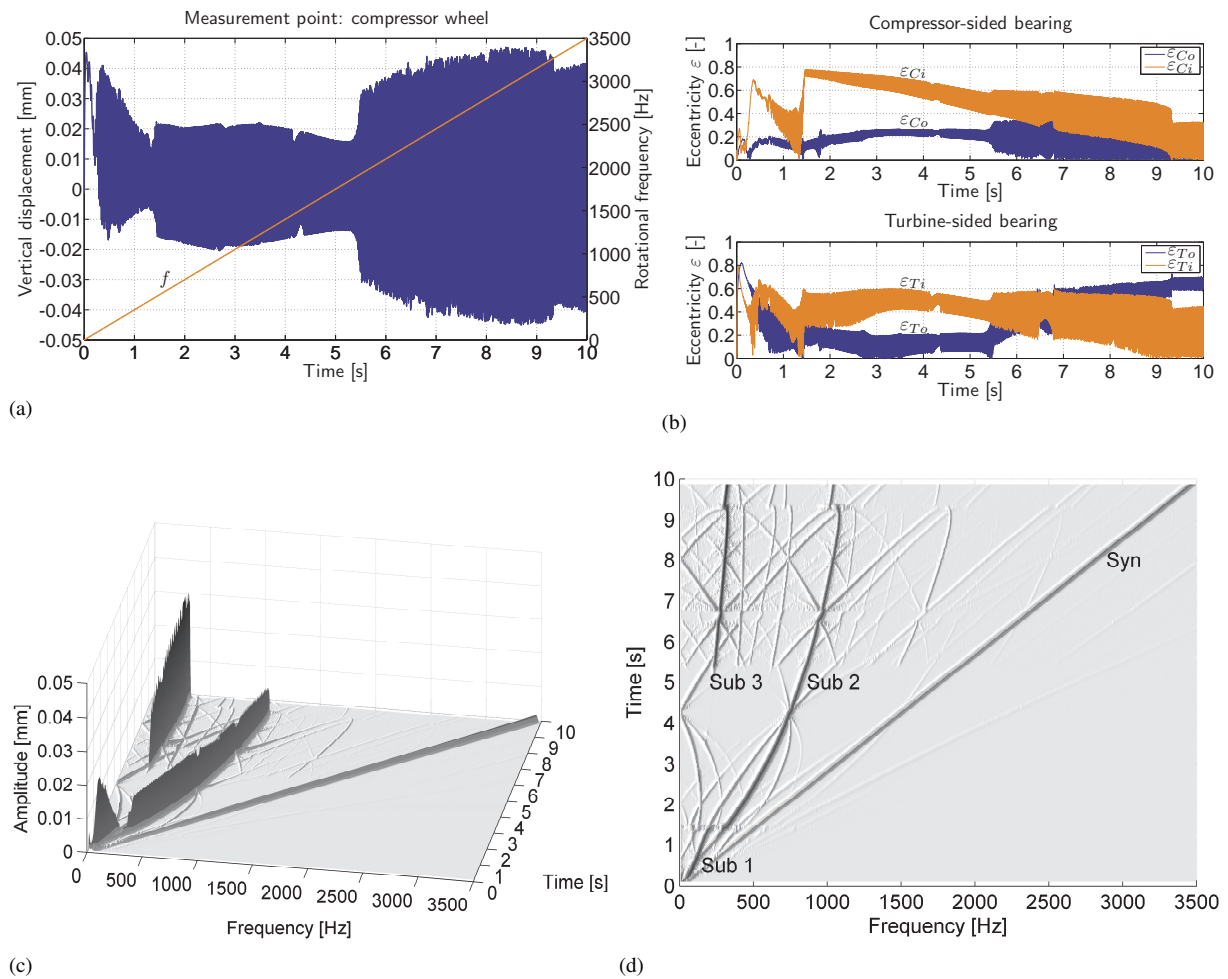 Measurement point: compressor wheel
Vertical displacement [mm]
0.05
0.04
0.03
0.02
0.01
0
-0.01
-0.02
-0.03
-0.04
-0.05
f
0 1 2 3 4 5 6 7 8 9 10
Time [s]
3500
3000
2500
2000
1500
1000
500
0
Rotational frequency [Hz]
(a)
Compressor-sided bearing
Eccentricity ε [-]
1
0.8
0.6
0.4
0.2
0
ε_Ci
ε_Co
ε_Co
ε_Ci
0 1 2 3 4 5 6 7 8 9 10
Time [s]
Turbine-sided bearing
Eccentricity ε [-]
1
0.8
0.6
0.4
0.2
0
ε_Ti
ε_To
ε_To
ε_Ti
0 1 2 3 4 5 6 7 8 9 10
Time [s]
(b)
Amplitude [mm]
0.05
0.04
0.03
0.02
0.01
0
0 500 1000 1500 2000 2500 3000 3500
Frequency [Hz]
10
9
8
7
6
5
4
3
2
1
0
Time [s]
(c)
Time [s]
10
9
8
7
6
5
4
3
2
1
0
Syn
Sub 3
Sub 2
Sub 1
0 500 1000 1500 2000 2500 3000 3500
Frequency [Hz]
(d)